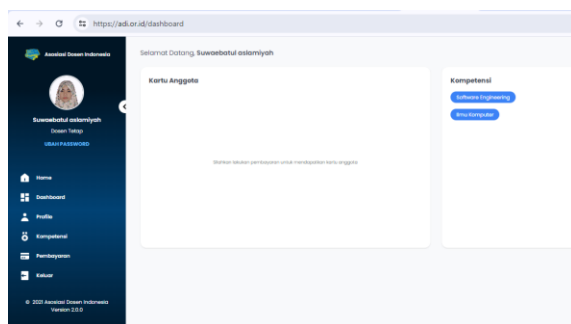 https://adi.or.id/dashboard
Asosiasi Dosen Indonesia
Selamat Datang, Suwaebatul aslamiyah
Kartu Anggota
Kompetensi
Software Engineering
Ilmu Komputer
Suwaebatul aslamiyah
Dosen Tetap
UBAH PASSWORD
Silahkan lakukan pembayaran untuk mendapatkan kartu anggota
Home
Dashboard
Profile
Kompetensi
Pembayaran
Keluar
© 2021 Asosiasi Dosen Indonesia
Version 2.0.0